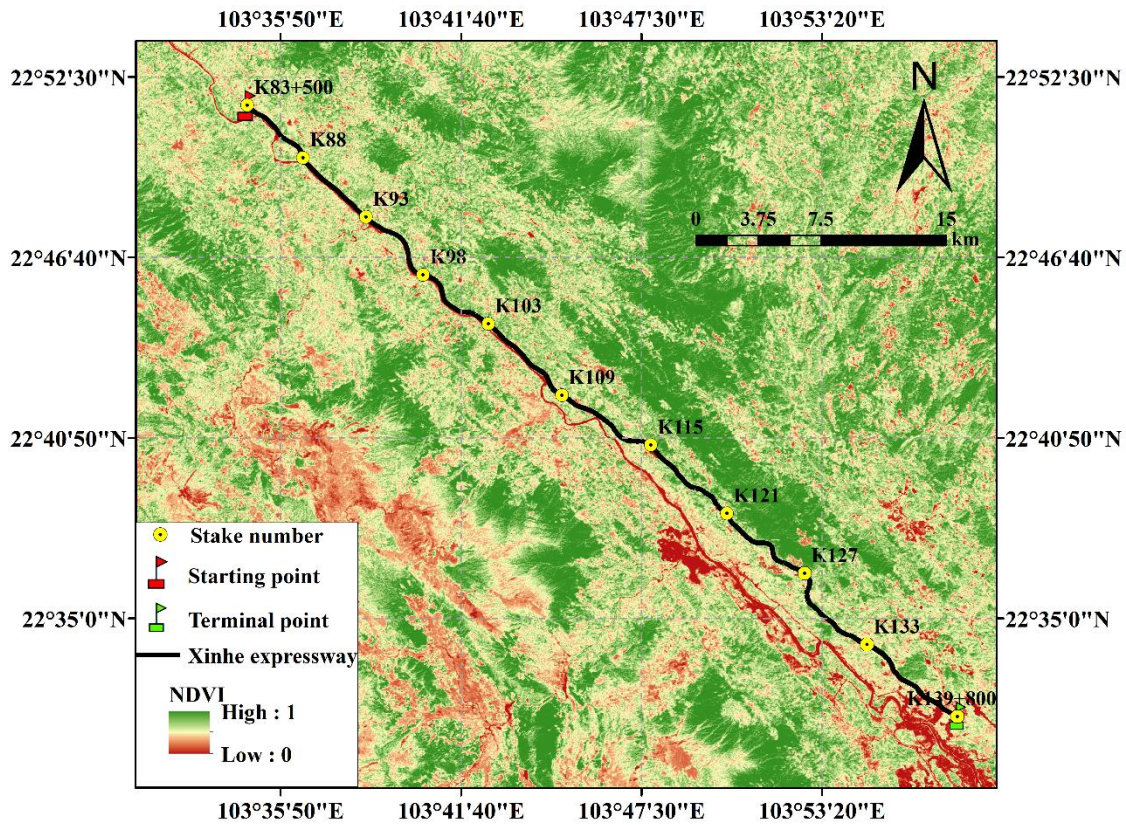 103°35'50"E 103°41'40"E 103°47'30"E 103°53'20"E
22°52'30"N 22°52'30"N
K83+500
N
K88
K93
0 3.75 7.5 15
km
22°46'40"N 22°46'40"N
K98
K103
K109
22°40'50"N 22°40'50"N
K115
K121
K127
Stake number
Starting point
Terminal point
Xinhe expressway
22°35'0"N 22°35'0"N
K133
K139+800
NDVI
High : 1
Low : 0
103°35'50"E 103°41'40"E 103°47'30"E 103°53'20"E